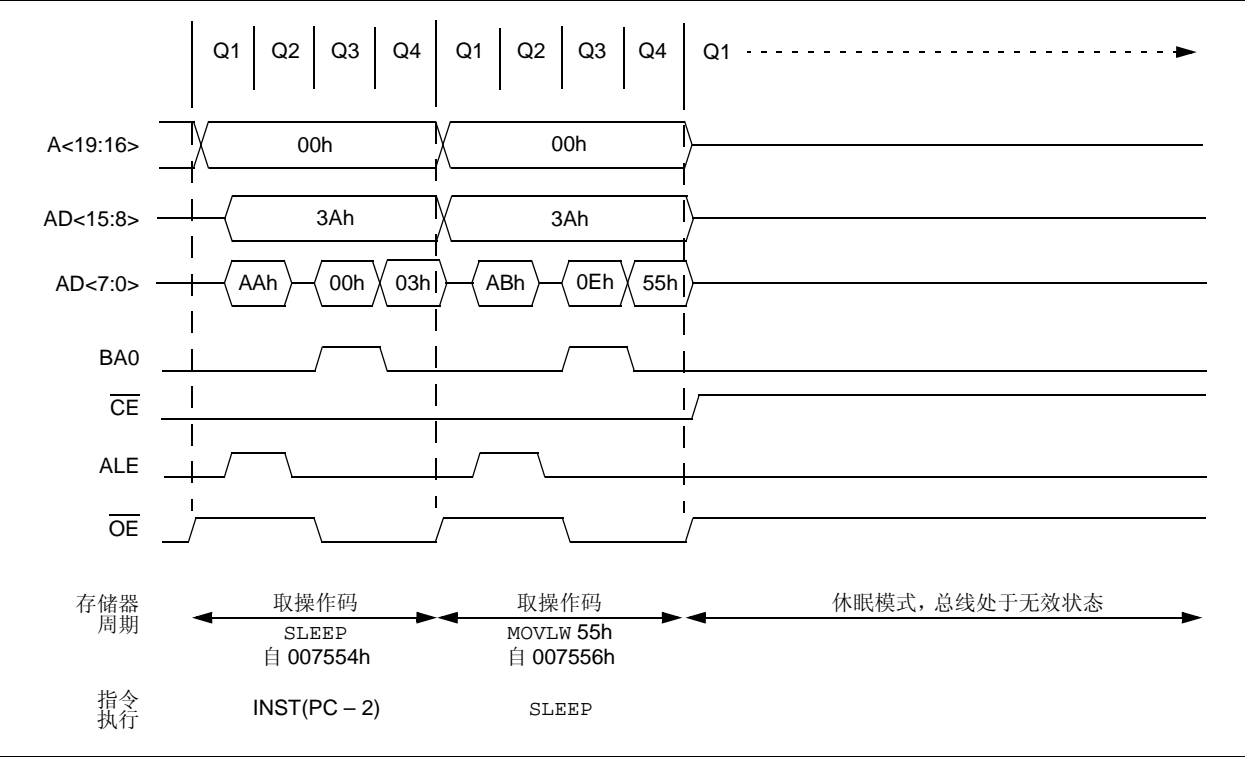 Q1 Q2 Q3 Q4 Q1 Q2 Q3 Q4 Q1
A<19:16> 00h 00h
AD<15:8> 3Ah 3Ah
AD<7:0> AAh 00h 03h ABh 0Eh 55h
BA0
CE
ALE
OE
存储器
周期
取操作码
SLEEP
自 007554h
取操作码
MOVLW 55h
自 007556h
休眠模式，总线处于无效状态
指令
执行
INST(PC – 2)
SLEEP